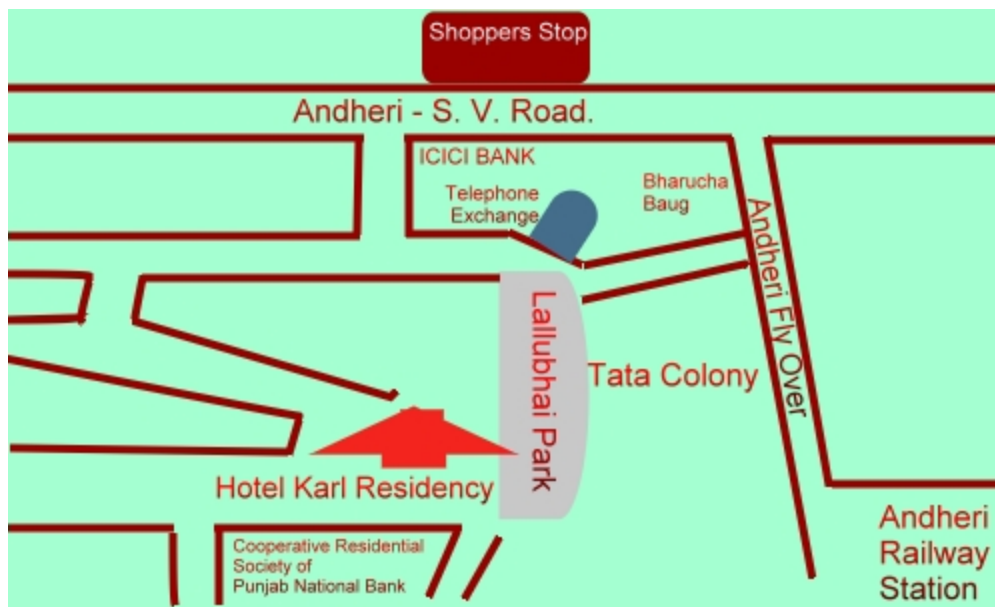 Shoppers Stop
Andheri - S. V. Road.
ICICI BANK
Telephone
Exchange
Bharucha
Baug
Andheri Fly Over
Lallubhai Park
Tata Colony
Hotel Karl Residency
Cooperative Residential
Society of
Punjab National Bank
Andheri
Railway
Station